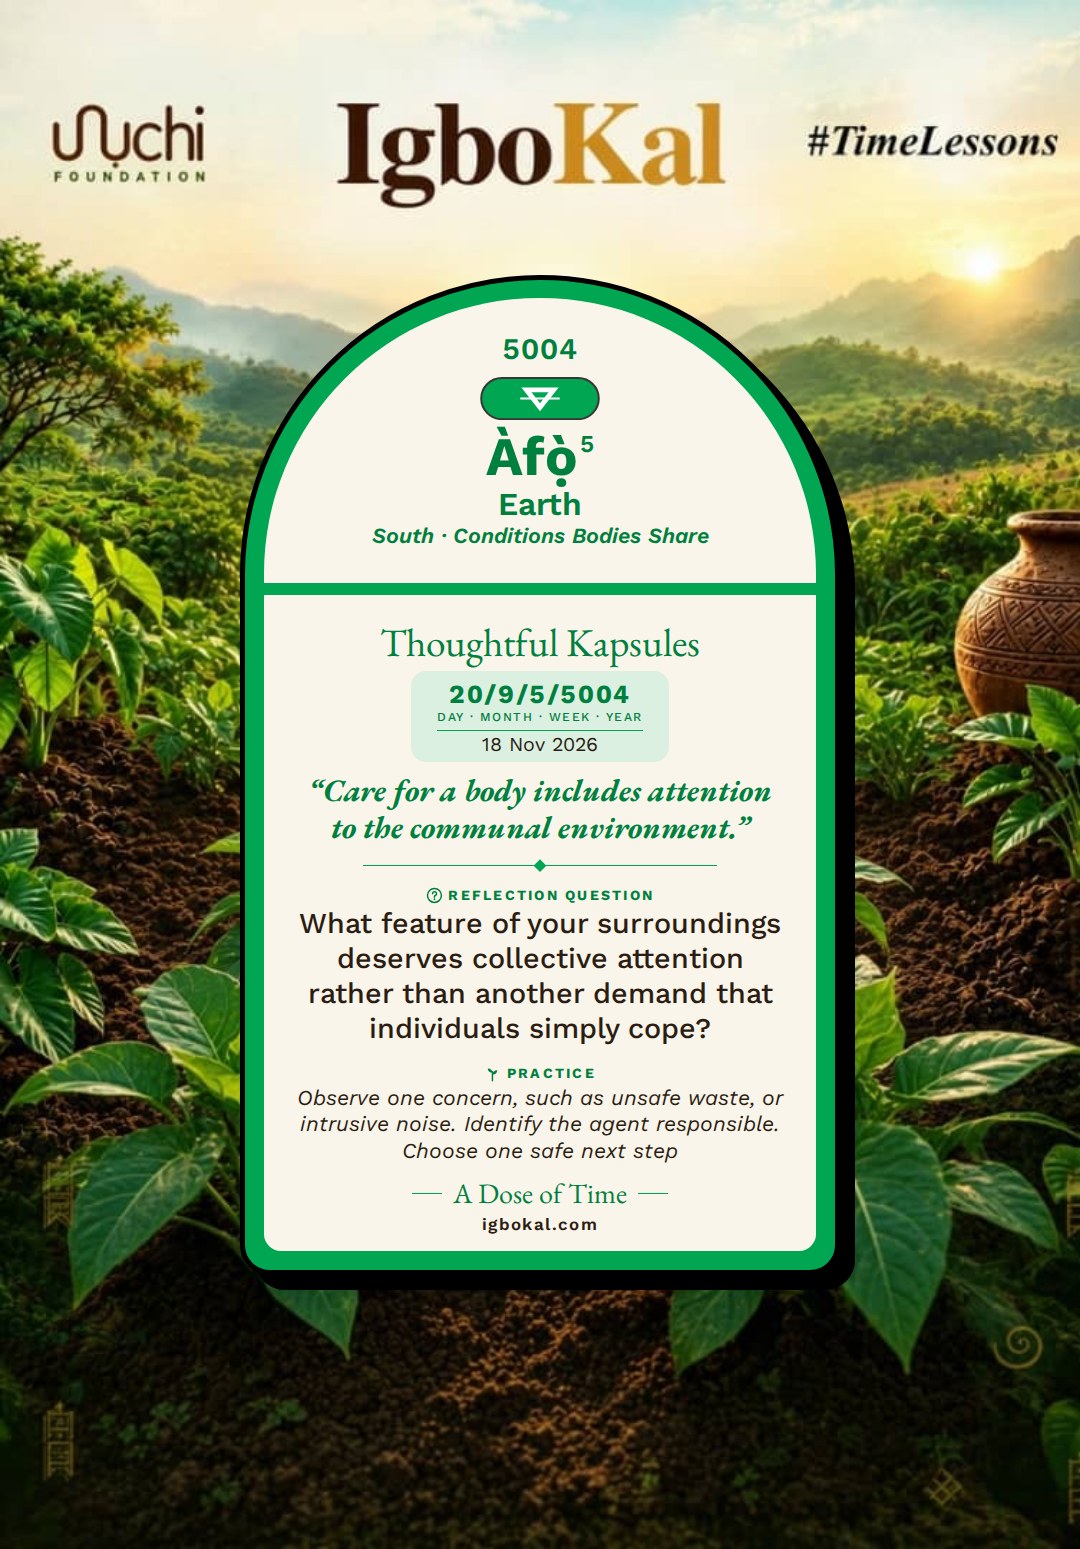 Ụchi
FOUNDATION
IgboKal
#TimeLessons
5004
Àfọ̀⁵
Earth
South · Conditions Bodies Share
Thoughtful Kapsules
20/9/5/5004
DAY · MONTH · WEEK · YEAR
18 Nov 2026
“Care for a body includes attention
to the communal environment.”
REFLECTION QUESTION
What feature of your surroundings
deserves collective attention
rather than another demand that
individuals simply cope?
PRACTICE
Observe one concern, such as unsafe waste, or
intrusive noise. Identify the agent responsible.
Choose one safe next step
A Dose of Time
igbokal.com